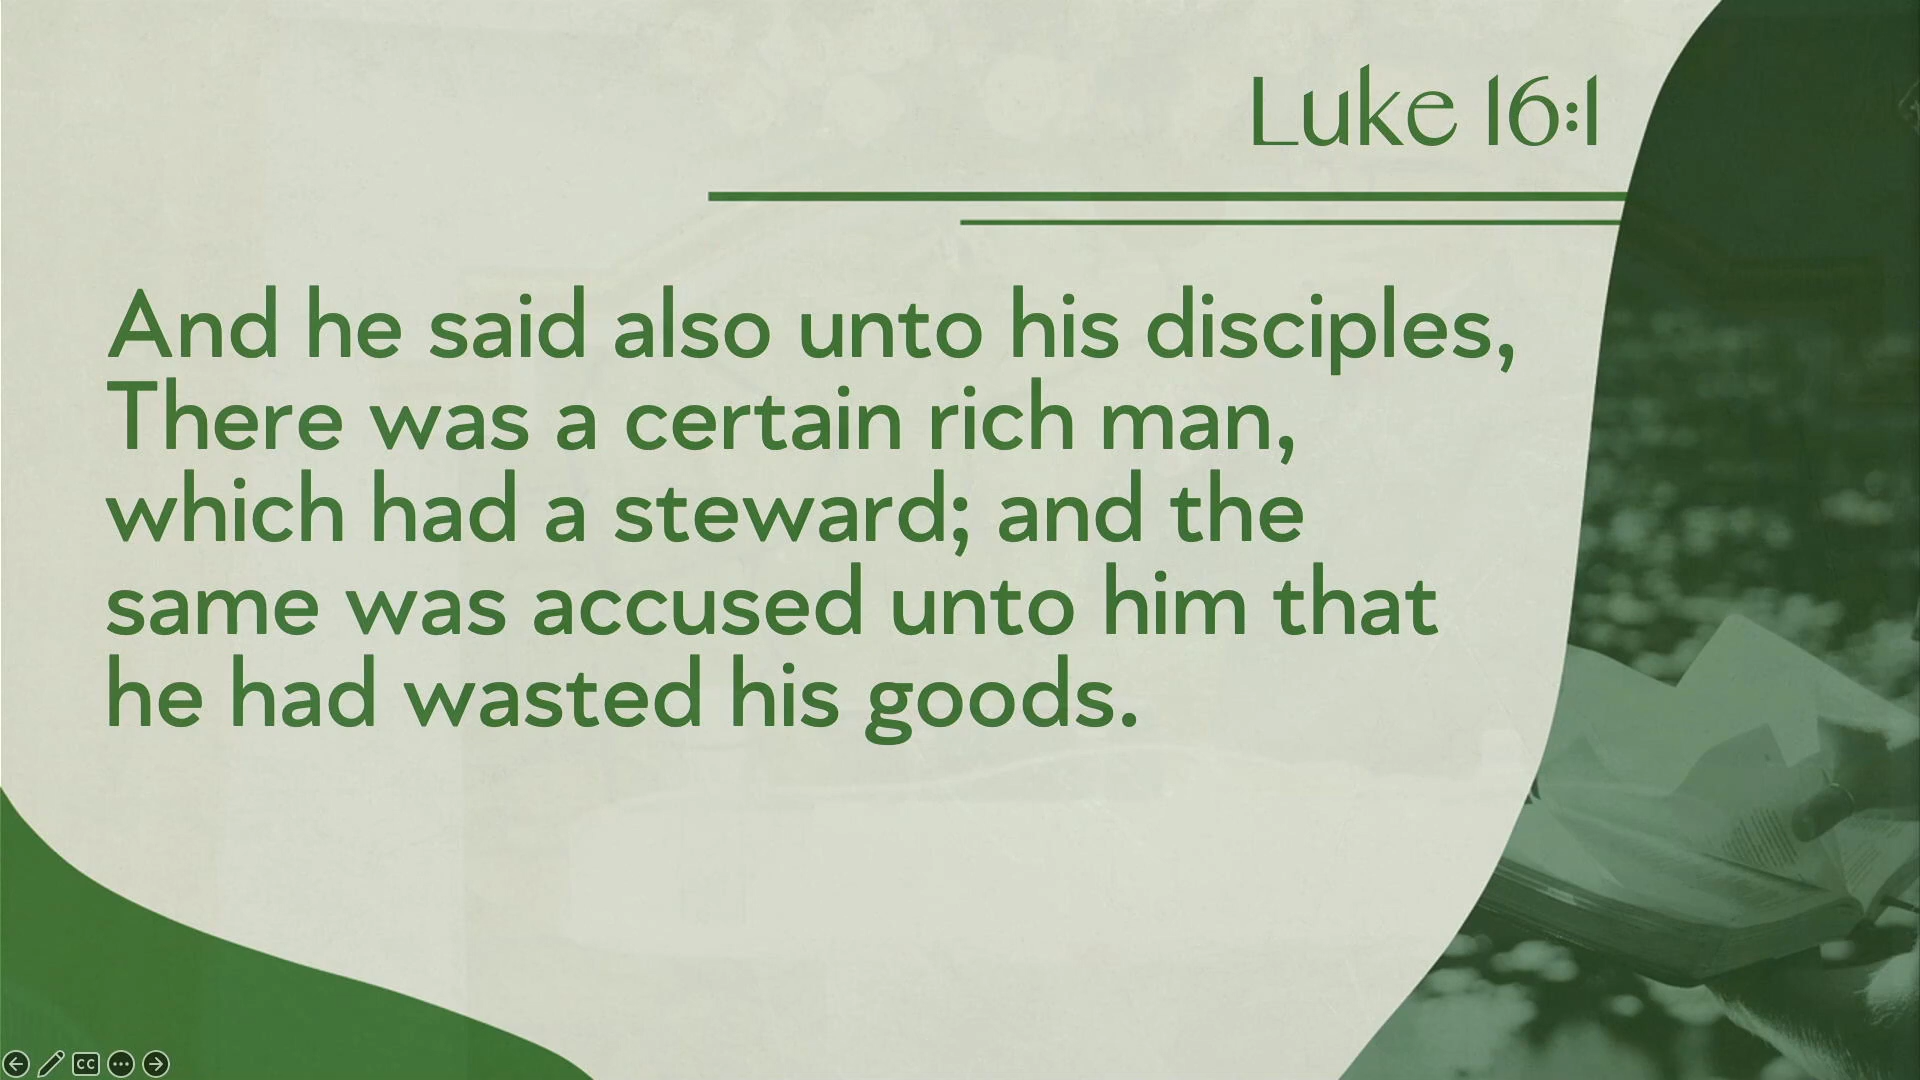 Luke 16:1
And he said also unto his disciples,
There was a certain rich man,
which had a steward; and the
same was accused unto him that
he had wasted his goods.
CC